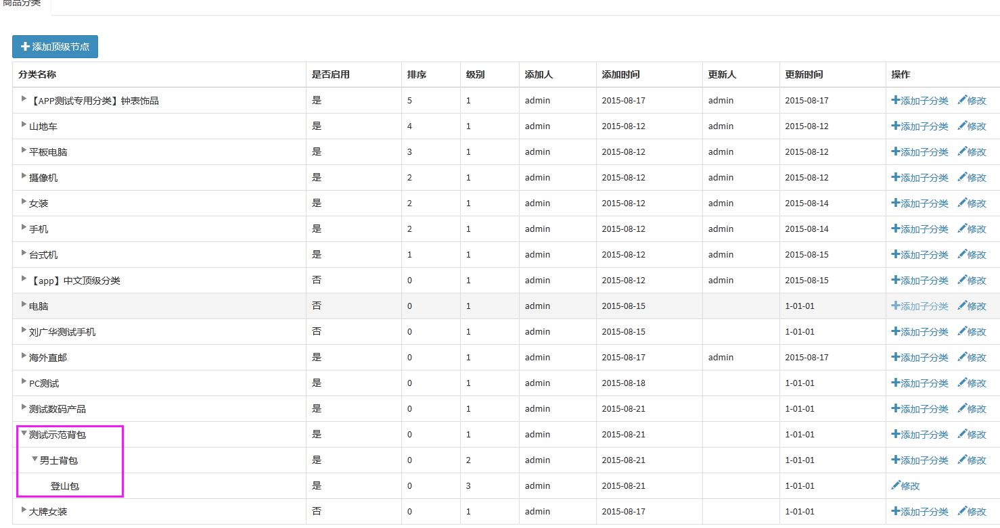 商品分类
添加顶级节点
分类名称 是否启用 排序 级别 添加人 添加时间 更新人 更新时间 操作
【APP测试专用分类】钟表饰品 是 5 1 admin 2015-08-17 admin 2015-08-17 添加子分类 修改
山地车 是 4 1 admin 2015-08-12 admin 2015-08-12 添加子分类 修改
平板电脑 是 3 1 admin 2015-08-12 admin 2015-08-12 添加子分类 修改
摄像机 是 2 1 admin 2015-08-12 admin 2015-08-12 添加子分类 修改
女装 是 2 1 admin 2015-08-12 admin 2015-08-14 添加子分类 修改
手机 是 2 1 admin 2015-08-12 admin 2015-08-14 添加子分类 修改
台式机 是 1 1 admin 2015-08-12 admin 2015-08-15 添加子分类 修改
【app】中文顶级分类 否 0 1 admin 2015-08-12 admin 2015-08-15 添加子分类 修改
电脑 否 0 1 admin 2015-08-15 1-01-01 添加子分类 修改
刘广华测试手机 否 0 1 admin 2015-08-15 1-01-01 添加子分类 修改
海外直邮 是 0 1 admin 2015-08-17 admin 2015-08-17 添加子分类 修改
PC测试 是 0 1 admin 2015-08-18 1-01-01 添加子分类 修改
测试数码产品 是 0 1 admin 2015-08-21 1-01-01 添加子分类 修改
测试示范背包 是 0 1 admin 2015-08-21 1-01-01 添加子分类 修改
男士背包 是 0 2 admin 2015-08-21 1-01-01 添加子分类 修改
登山包 是 0 3 admin 2015-08-21 1-01-01 修改
大牌女装 否 0 1 admin 2015-08-17 1-01-01 添加子分类 修改